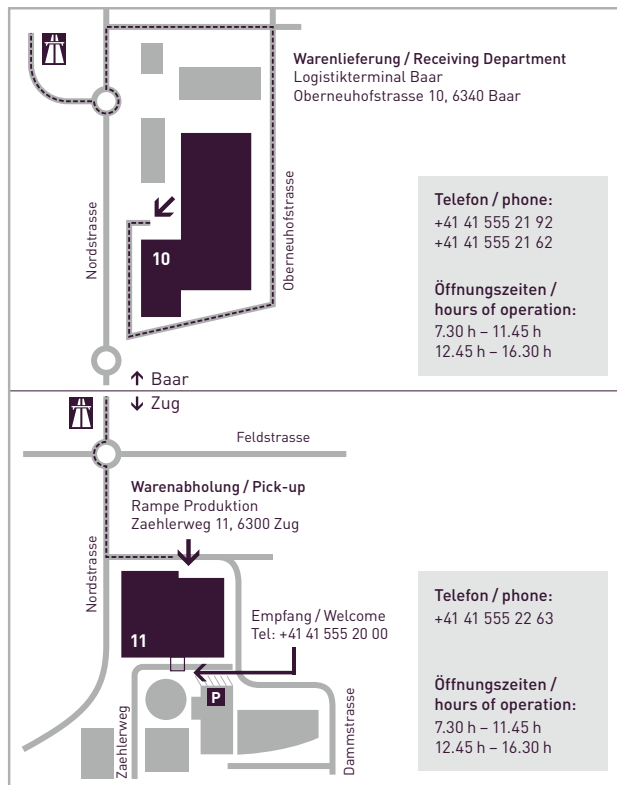 Warenlieferung / Receiving Department
Logistikterminal Baar
Oberneuhofstrasse 10, 6340 Baar
Telefon / phone:
+41 41 555 21 92
+41 41 555 21 62
Öffnungszeiten /
hours of operation:
7.30 h – 11.45 h
12.45 h – 16.30 h
Nordstrasse
10
Oberneuhofstrasse
↑ Baar
↓ Zug
Feldstrasse
Warenabholung / Pick-up
Rampe Produktion
Zaehlerweg 11, 6300 Zug
Nordstrasse
11
Empfang / Welcome
Tel: +41 41 555 20 00
P
Zaehlerweg
Dammstrasse
Telefon / phone:
+41 41 555 22 63
Öffnungszeiten /
hours of operation:
7.30 h – 11.45 h
12.45 h – 16.30 h